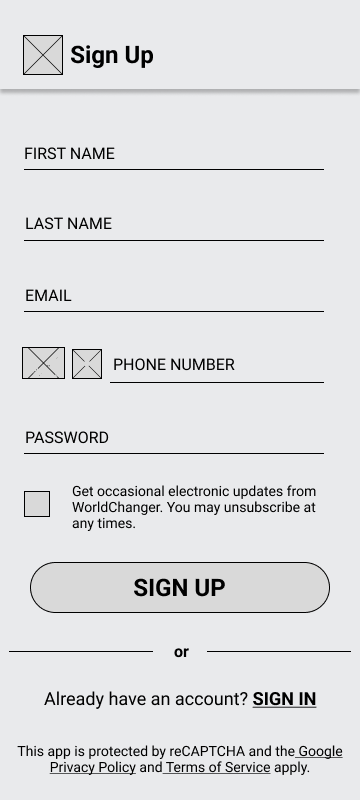 Sign Up
FIRST NAME
LAST NAME
EMAIL
PHONE NUMBER
PASSWORD
Get occasional electronic updates from
WorldChanger. You may unsubscribe at
any times.
SIGN UP
or
Already have an account? SIGN IN
This app is protected by reCAPTCHA and the Google
Privacy Policy and Terms of Service apply.